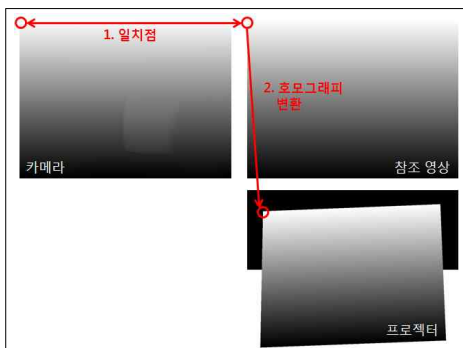 1. 일치점
2. 호모그래피
변환
카메라
참조 영상
프로젝터